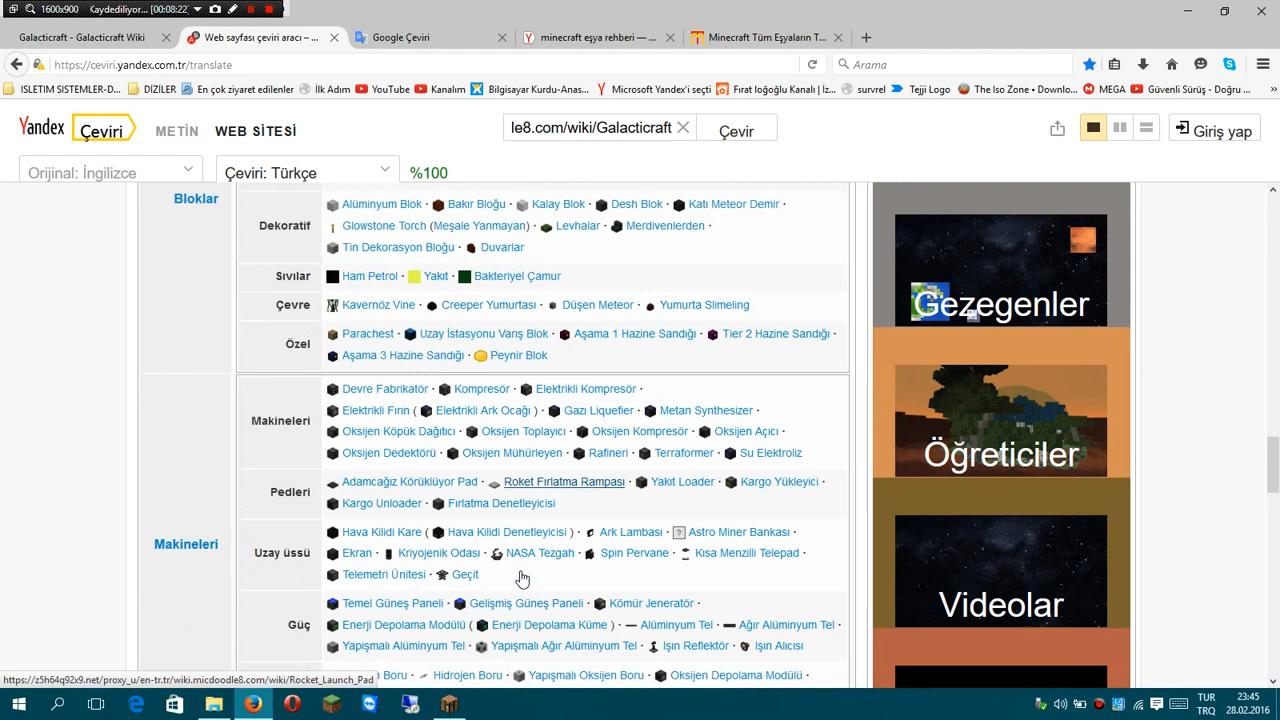 1600x900 Kaydediliyor... [00:08:22]
Galacticraft - Galacticraft Wiki
Web sayfası çeviri aracı –...
Google Çeviri
minecraft eşya rehberi —...
Minecraft Tüm Eşyaların T...
https://ceviri.yandex.com.tr/translate
Arama
ISLETIM SISTEMLER-D... DİZİLER En çok ziyaret edilenler İlk Adım YouTube Kanalım Bilgisayar Kurdu-Anas... Microsoft Yandex'i seçti Fırat loğoğlu Kanalı | İz... survrel Tejji Logo The Iso Zone • Downlo... MEGA Güvenli Sürüş - Doğru ...
Yandex Çeviri METİN WEB SİTESİ le8.com/wiki/Galacticraft Çevir Giriş yap
Orijinal: İngilizce Çeviri: Türkçe %100
Bloklar
Dekoratif
Alüminyum Blok · Bakır Bloğu · Kalay Blok · Desh Blok · Katı Meteor Demir ·
Glowstone Torch (Meşale Yanmayan) · Levhalar · Merdivenlerden ·
Tin Dekorasyon Bloğu · Duvarlar
Sıvılar
Ham Petrol · Yakıt · Bakteriyel Çamur
Çevre
Kavernöz Vine · Creeper Yumurtası · Düşen Meteor · Yumurta Slimeling
Özel
Parachest · Uzay İstasyonu Varış Blok · Aşama 1 Hazine Sandığı · Tier 2 Hazine Sandığı ·
Aşama 3 Hazine Sandığı · Peynir Blok
Makineleri
Makineleri
Devre Fabrikatör · Kompresör · Elektrikli Kompresör ·
Elektrikli Fırın ( Elektrikli Ark Ocağı ) · Gazı Liquefier · Metan Synthesizer ·
Oksijen Köpük Dağıtıcı · Oksijen Toplayıcı · Oksijen Kompresör · Oksijen Açıcı ·
Oksijen Dedektörü · Oksijen Mühürleyen · Rafineri · Terraformer · Su Elektroliz
Pedleri
Adamcağız Körüklüyor Pad · Roket Fırlatma Rampası · Yakıt Loader · Kargo Yükleyici ·
Kargo Unloader · Fırlatma Denetleyicisi
Uzay üssü
Hava Kilidi Kare ( Hava Kilidi Denetleyicisi ) · Ark Lambası · ? Astro Miner Bankası ·
Ekran · Kriyojenik Odası · NASA Tezgah · Spin Pervane · Kısa Menzilli Telepad ·
Telemetri Ünitesi · Geçit
Güç
Temel Güneş Paneli · Gelişmiş Güneş Paneli · Kömür Jeneratör ·
Enerji Depolama Modülü ( Enerji Depolama Küme ) · Alüminyum Tel · Ağır Alüminyum Tel ·
Yapışmalı Alüminyum Tel · Yapışmalı Ağır Alüminyum Tel · Işın Reflektör · Işın Alıcısı
Boru · Hidrojen Boru · Yapışmalı Oksijen Boru · Oksijen Depolama Modülü ·
Gezegenler
Öğreticiler
Videolar
https://z5h64q92x9.net/proxy_u/en-tr.tr/wiki.micdoodle8.com/wiki/Rocket_Launch_Pad
TUR
TRQ
23:45
28.02.2016